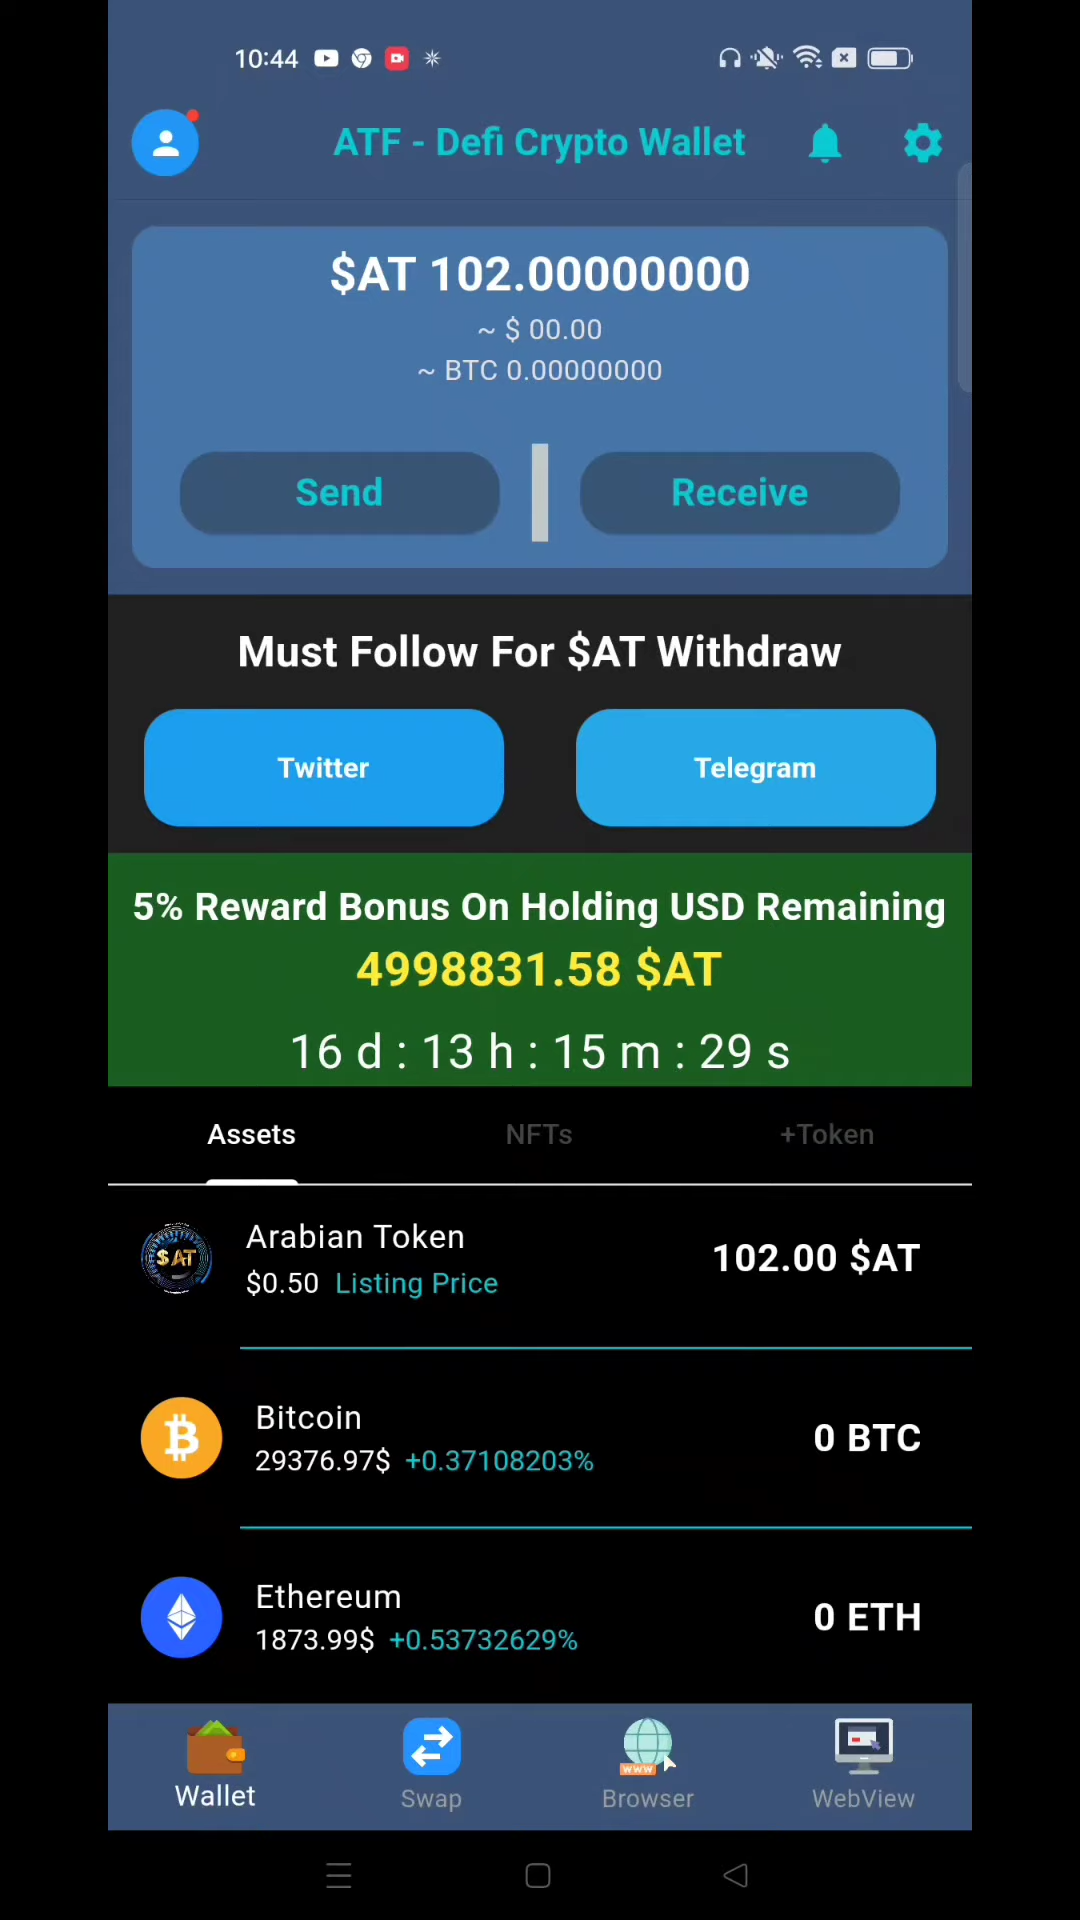 10:44
ATF - Defi Crypto Wallet
$AT 102.00000000
~ $ 00.00
~ BTC 0.00000000
Send
Receive
Must Follow For $AT Withdraw
Twitter
Telegram
5% Reward Bonus On Holding USD Remaining
4998831.58 $AT
16 d : 13 h : 15 m : 29 s
Assets
NFTs
+Token
$AT
Arabian Token
$0.50 Listing Price
102.00 $AT
Bitcoin
29376.97$ +0.37108203%
0 BTC
Ethereum
1873.99$ +0.53732629%
0 ETH
Wallet
Swap
www
Browser
WebView